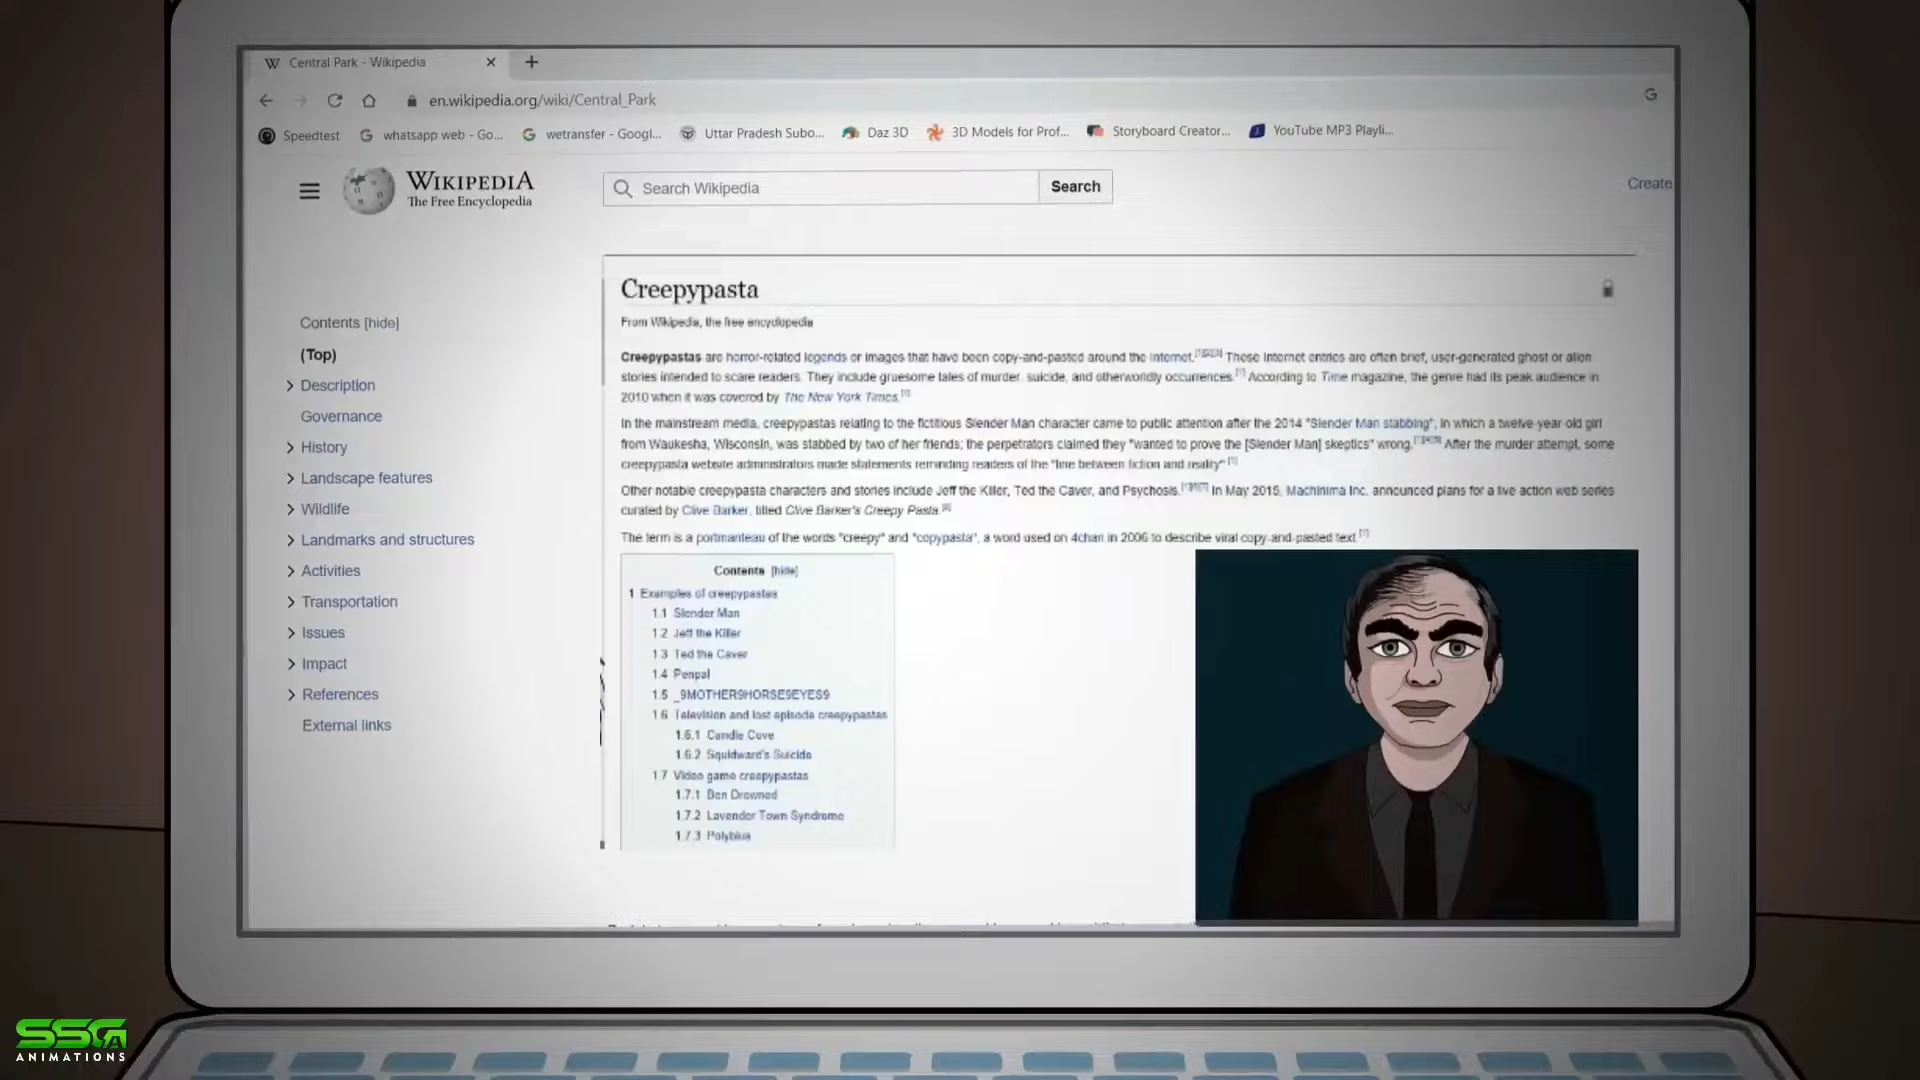 Central Park - Wikipedia
en.wikipedia.org/wiki/Central_Park
Speedtest
whatsapp web - Go...
wetransfer - Googl...
Uttar Pradesh Subo...
Daz 3D
3D Models for Prof...
Storyboard Creator...
YouTube MP3 Playli...
WIKIPEDIA
The Free Encyclopedia
Search Wikipedia
Search
Create
Contents [hide]
(Top)
Description
Governance
History
Landscape features
Wildlife
Landmarks and structures
Activities
Transportation
Issues
Impact
References
External links
Creepypasta
From Wikipedia, the free encyclopedia
Creepypastas are horror-related legends or images that have been copy-and-pasted around the Internet. These Internet entries are often brief, user-generated ghost or alien
stories intended to scare readers. They include gruesome tales of murder, suicide, and otherworldly occurrences.[1] According to Time magazine, the genre had its peak audience in
2010 when it was covered by The New York Times.
In the mainstream media, creepypastas relating to the fictitious Slender Man character came to public attention after the 2014 "Slender Man stabbing", in which a twelve-year-old girl
from Waukesha, Wisconsin, was stabbed by two of her friends; the perpetrators claimed they "wanted to prove the [Slender Man] skeptics" wrong. After the murder attempt, some
creepypasta website administrators made statements reminding readers of the "line between fiction and reality"
Other notable creepypasta characters and stories include Jeff the Killer, Ted the Caver, and Psychosis. In May 2015, Machinima Inc. announced plans for a live action web series
curated by Clive Barker, titled Clive Barker's Creepy Pasta.
The term is a portmanteau of the words "creepy" and "copypasta", a word used on 4chan in 2006 to describe viral copy-and-pasted text
Contents [hide]
1 Examples of creepypastas
1.1 Slender Man
1.2 Jeff the Killer
1.3 Ted the Caver
1.4 Penpal
1.5 _9MOTHER9HORSE9EYES9
1.6 Television and lost episode creepypastas
1.6.1 Candle Cove
1.6.2 Squidward's Suicide
1.7 Video game creepypastas
1.7.1 Ben Drowned
1.7.2 Lavender Town Syndrome
1.7.3 Polybius
SSGA
ANIMATIONS